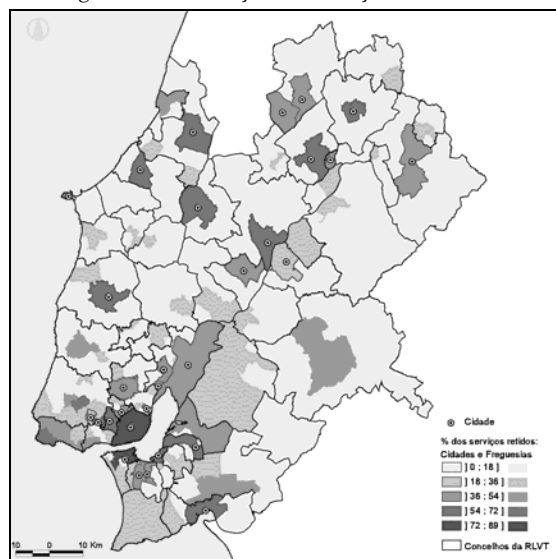 Cidade
% dos serviços retidos:
Cidades e Freguesias
] 0 ; 18 ]
] 18 ; 36 ]
] 36 ; 54 ]
] 54 ; 72 ]
] 72 ; 89 ]
Concelhos da RLVT
10 0 10 Km